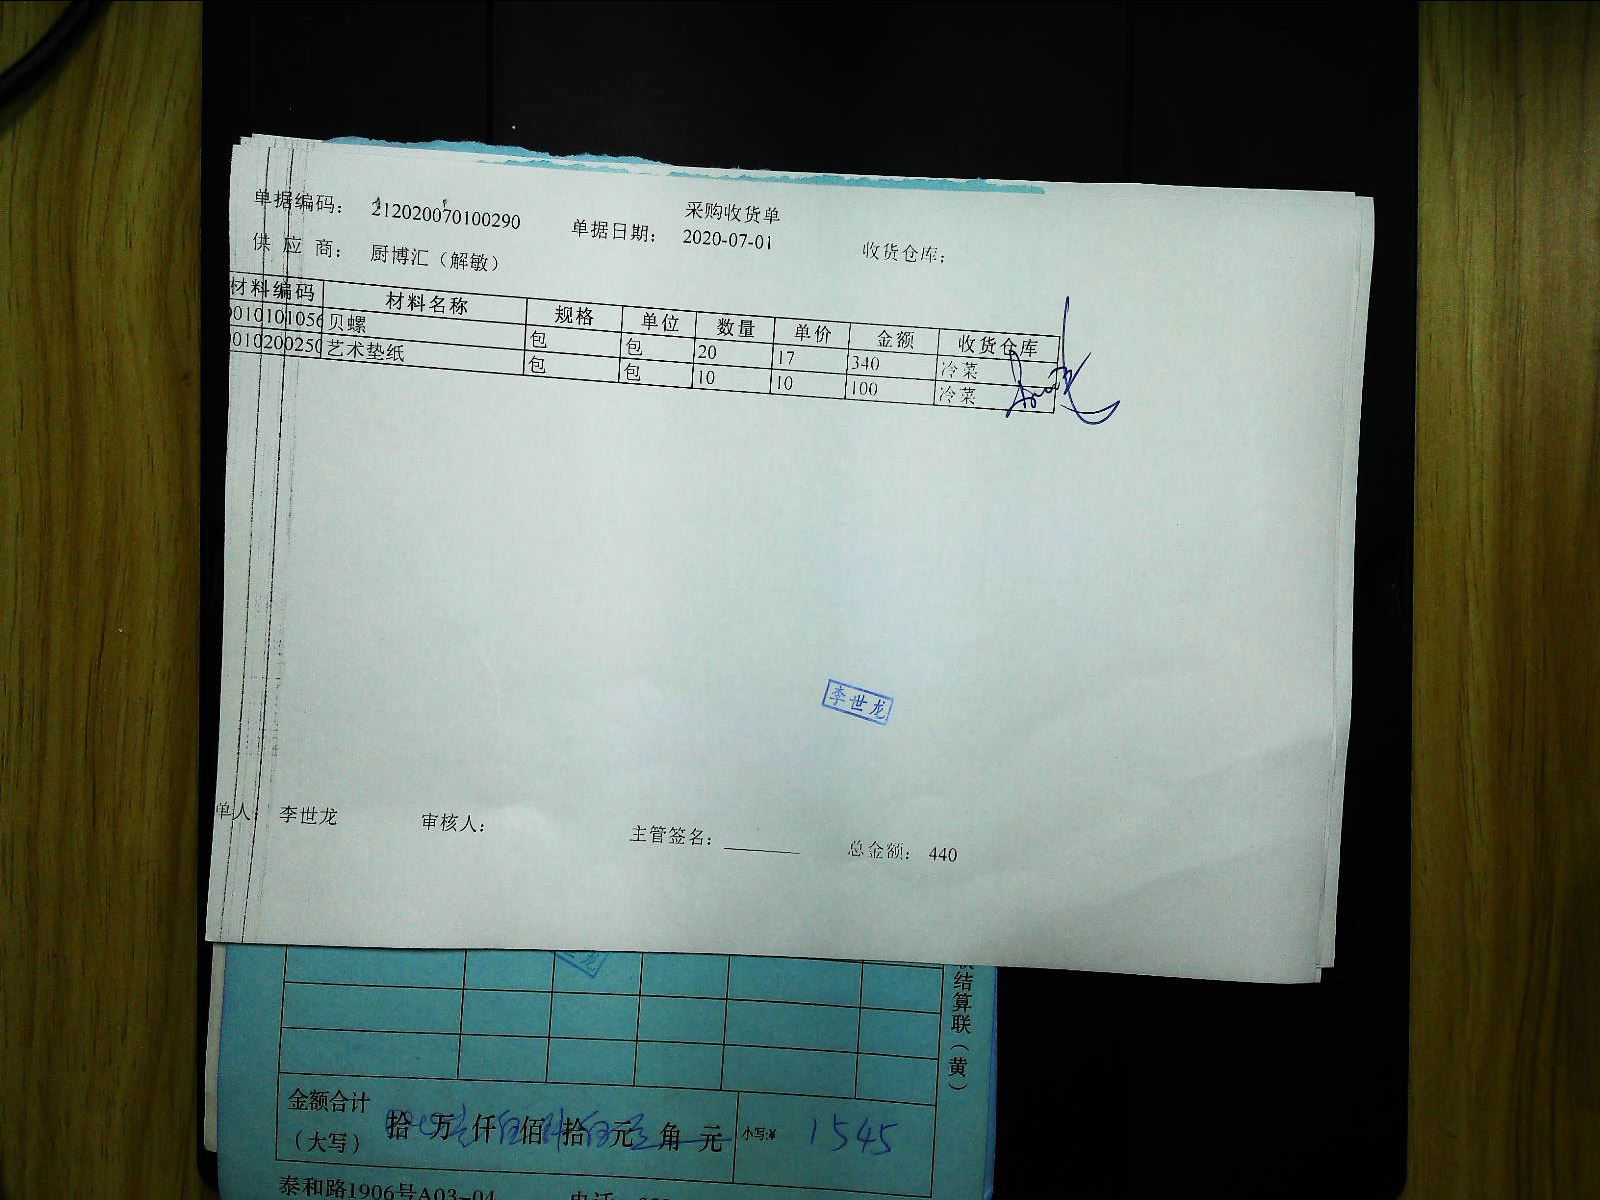 采购收货单
单据编码： 212020070100290 单据日期： 2020-07-01 收货仓库：
供 应 商： 厨博汇（解敏）
材料编码 材料名称 规格 单位 数量 单价 金额 收货仓库
0010101056 贝螺 包 包 20 17 340 冷菜
0010200250 艺术垫纸 包 包 10 10 100 冷菜
李世龙
单人： 李世龙 审核人： 主管签名： 总金额： 440
结算联（黄）
金额合计
（大写） 拾 万 仟 佰 拾 元 角 元 小写:¥ 1545
泰和路1906号A03-04 电话